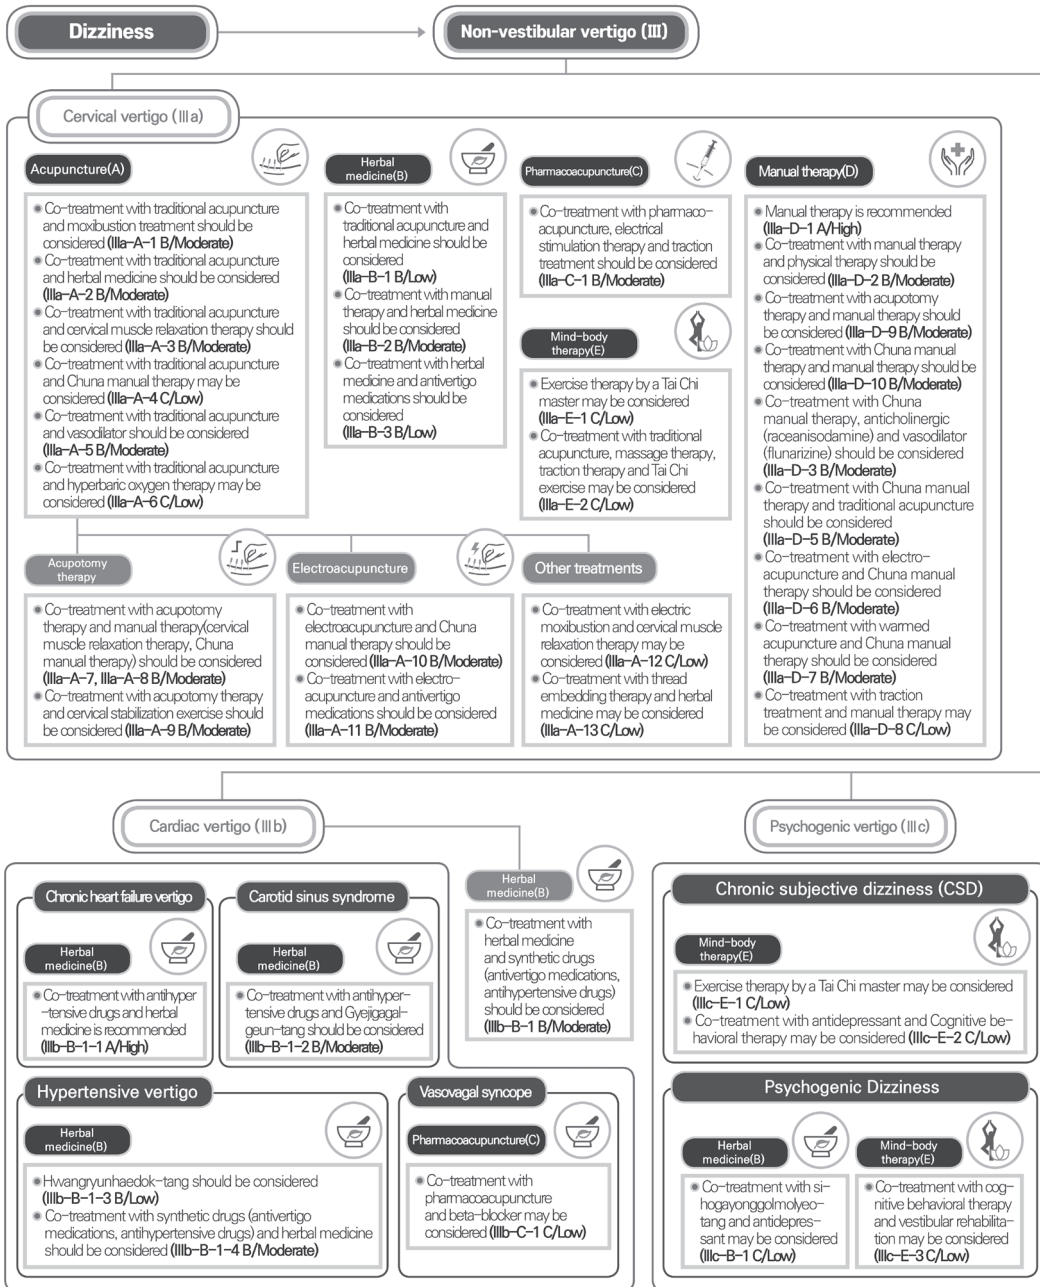 Dizziness
Non-vestibular vertigo (Ⅲ)
Cervical vertigo (Ⅲa)
Acupuncture(A)
● Co-treatment with traditional acupuncture
and moxibustion treatment should be
considered (Ⅲa-A-1 B/Moderate)
● Co-treatment with traditional acupuncture
and herbal medicine should be considered
(Ⅲa-A-2 B/Moderate)
● Co-treatment with traditional acupuncture
and cervical muscle relaxation therapy should
be considered (Ⅲa-A-3 B/Moderate)
● Co-treatment with traditional acupuncture
and Chuna manual therapy may be
considered (Ⅲa-A-4 C/Low)
● Co-treatment with traditional acupuncture
and vasodilator should be considered
(Ⅲa-A-5 B/Moderate)
● Co-treatment with traditional acupuncture
and hyperbaric oxygen therapy may be
considered (Ⅲa-A-6 C/Low)
Herbal
medicine(B)
● Co-treatment with
traditional acupuncture and
herbal medicine should be
considered
(Ⅲa-B-1 B/Low)
● Co-treatment with manual
therapy and herbal medicine
should be considered
(Ⅲa-B-2 B/Moderate)
● Co-treatment with herbal
medicine and antivertigo
medications should be
considered
(Ⅲa-B-3 B/Low)
Pharmacoacupuncture(C)
● Co-treatment with pharmaco-
acupuncture, electrical
stimulation therapy and traction
treatment should be considered
(Ⅲa-C-1 B/Moderate)
Mind-body
therapy(E)
● Exercise therapy by a Tai Chi
master may be considered
(Ⅲa-E-1 C/Low)
● Co-treatment with traditional
acupuncture, massage therapy,
traction therapy and Tai Chi
exercise may be considered
(Ⅲa-E-2 C/Low)
Manual therapy(D)
● Manual therapy is recommended
(Ⅲa-D-1 A/High)
● Co-treatment with manual therapy
and physical therapy should be
considered (Ⅲa-D-2 B/Moderate)
● Co-treatment with acupotomy
therapy and manual therapy should
be considered (Ⅲa-D-9 B/Moderate)
● Co-treatment with Chuna manual
therapy and manual therapy should be
considered (Ⅲa-D-10 B/Moderate)
● Co-treatment with Chuna
manual therapy, anticholinergic
(raceanisodamine) and vasodilator
(flunarizine) should be considered
(Ⅲa-D-3 B/Moderate)
● Co-treatment with Chuna manual
therapy and traditional acupuncture
should be considered
(Ⅲa-D-5 B/Moderate)
● Co-treatment with electro-
acupuncture and Chuna manual
therapy should be considered
(Ⅲa-D-6 B/Moderate)
● Co-treatment with warmed
acupuncture and Chuna manual
therapy should be considered
(Ⅲa-D-7 B/Moderate)
● Co-treatment with traction
treatment and manual therapy may
be considered (Ⅲa-D-8 C/Low)
Acupotomy
therapy
● Co-treatment with acupotomy
therapy and manual therapy(cervical
muscle relaxation therapy, Chuna
manual therapy) should be considered
(Ⅲa-A-7, Ⅲa-A-8 B/Moderate)
● Co-treatment with acupotomy therapy
and cervical stabilization exercise should
be considered (Ⅲa-A-9 B/Moderate)
Electroacupuncture
● Co-treatment with
electroacupuncture and Chuna
manual therapy should be
considered (Ⅲa-A-10 B/Moderate)
● Co-treatment with electro-
acupuncture and antivertigo
medications should be considered
(Ⅲa-A-11 B/Moderate)
Other treatments
● Co-treatment with electric
moxibustion and cervical muscle
relaxation therapy may be
considered (Ⅲa-A-12 C/Low)
● Co-treatment with thread
embedding therapy and herbal
medicine may be considered
(Ⅲa-A-13 C/Low)
Cardiac vertigo (Ⅲb)
Chronic heart failure vertigo
Herbal
medicine(B)
● Co-treatment with antihyper
-tensive drugs and herbal
medicine is recommended
(Ⅲb-B-1-1 A/High)
Carotid sinus syndrome
Herbal
medicine(B)
● Co-treatment with antihyper-
tensive drugs and Gyejigagal-
geun-tang should be considered
(Ⅲb-B-1-2 B/Moderate)
Herbal
medicine(B)
● Co-treatment with
herbal medicine
and synthetic drugs
(antivertigo medications,
antihypertensive drugs)
should be considered
(Ⅲb-B-1 B/Moderate)
Hypertensive vertigo
Herbal
medicine(B)
● Hwangryunhaedok-tang should be considered
(Ⅲb-B-1-3 B/Low)
● Co-treatment with synthetic drugs (antivertigo
medications, antihypertensive drugs) and herbal medicine
should be considered (Ⅲb-B-1-4 B/Moderate)
Vasovagal syncope
Pharmacoacupuncture(C)
● Co-treatment with
pharmacoacupuncture
and beta-blocker may be
considered (Ⅲb-C-1 C/Low)
Psychogenic vertigo (Ⅲc)
Chronic subjective dizziness (CSD)
Mind-body
therapy(E)
● Exercise therapy by a Tai Chi master may be considered
(Ⅲc-E-1 C/Low)
● Co-treatment with antidepressant and Cognitive be-
havioral therapy may be considered (Ⅲc-E-2 C/Low)
Psychogenic Dizziness
Herbal
medicine(B)
● Co-treatment with si-
hogayonggolmolyeo-
tang and antidepres-
sant may be considered
(Ⅲc-B-1 C/Low)
Mind-body
therapy(E)
● Co-treatment with cog-
nitive behavioral therapy
and vestibular rehabilita-
tion may be considered
(Ⅲc-E-3 C/Low)